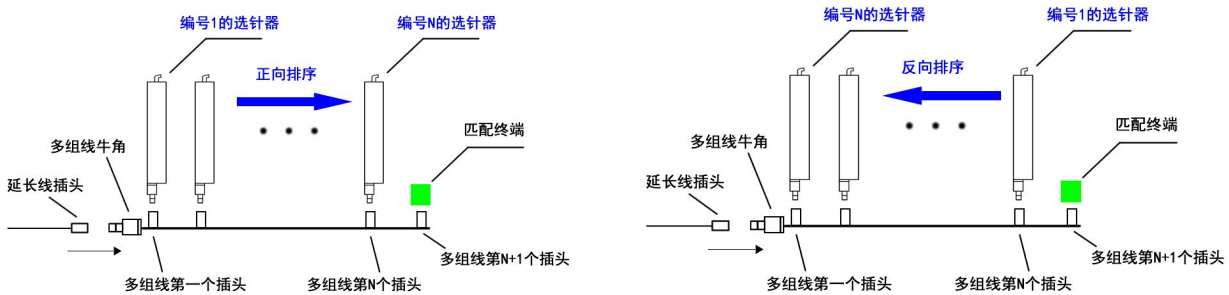 编号1的选针器
编号N的选针器
正向排序
匹配终端
多组线牛角
延长线插头
多组线第N+1个插头
多组线第一个插头
多组线第N个插头
编号N的选针器
编号1的选针器
反向排序
匹配终端
多组线牛角
延长线插头
多组线第N+1个插头
多组线第一个插头
多组线第N个插头